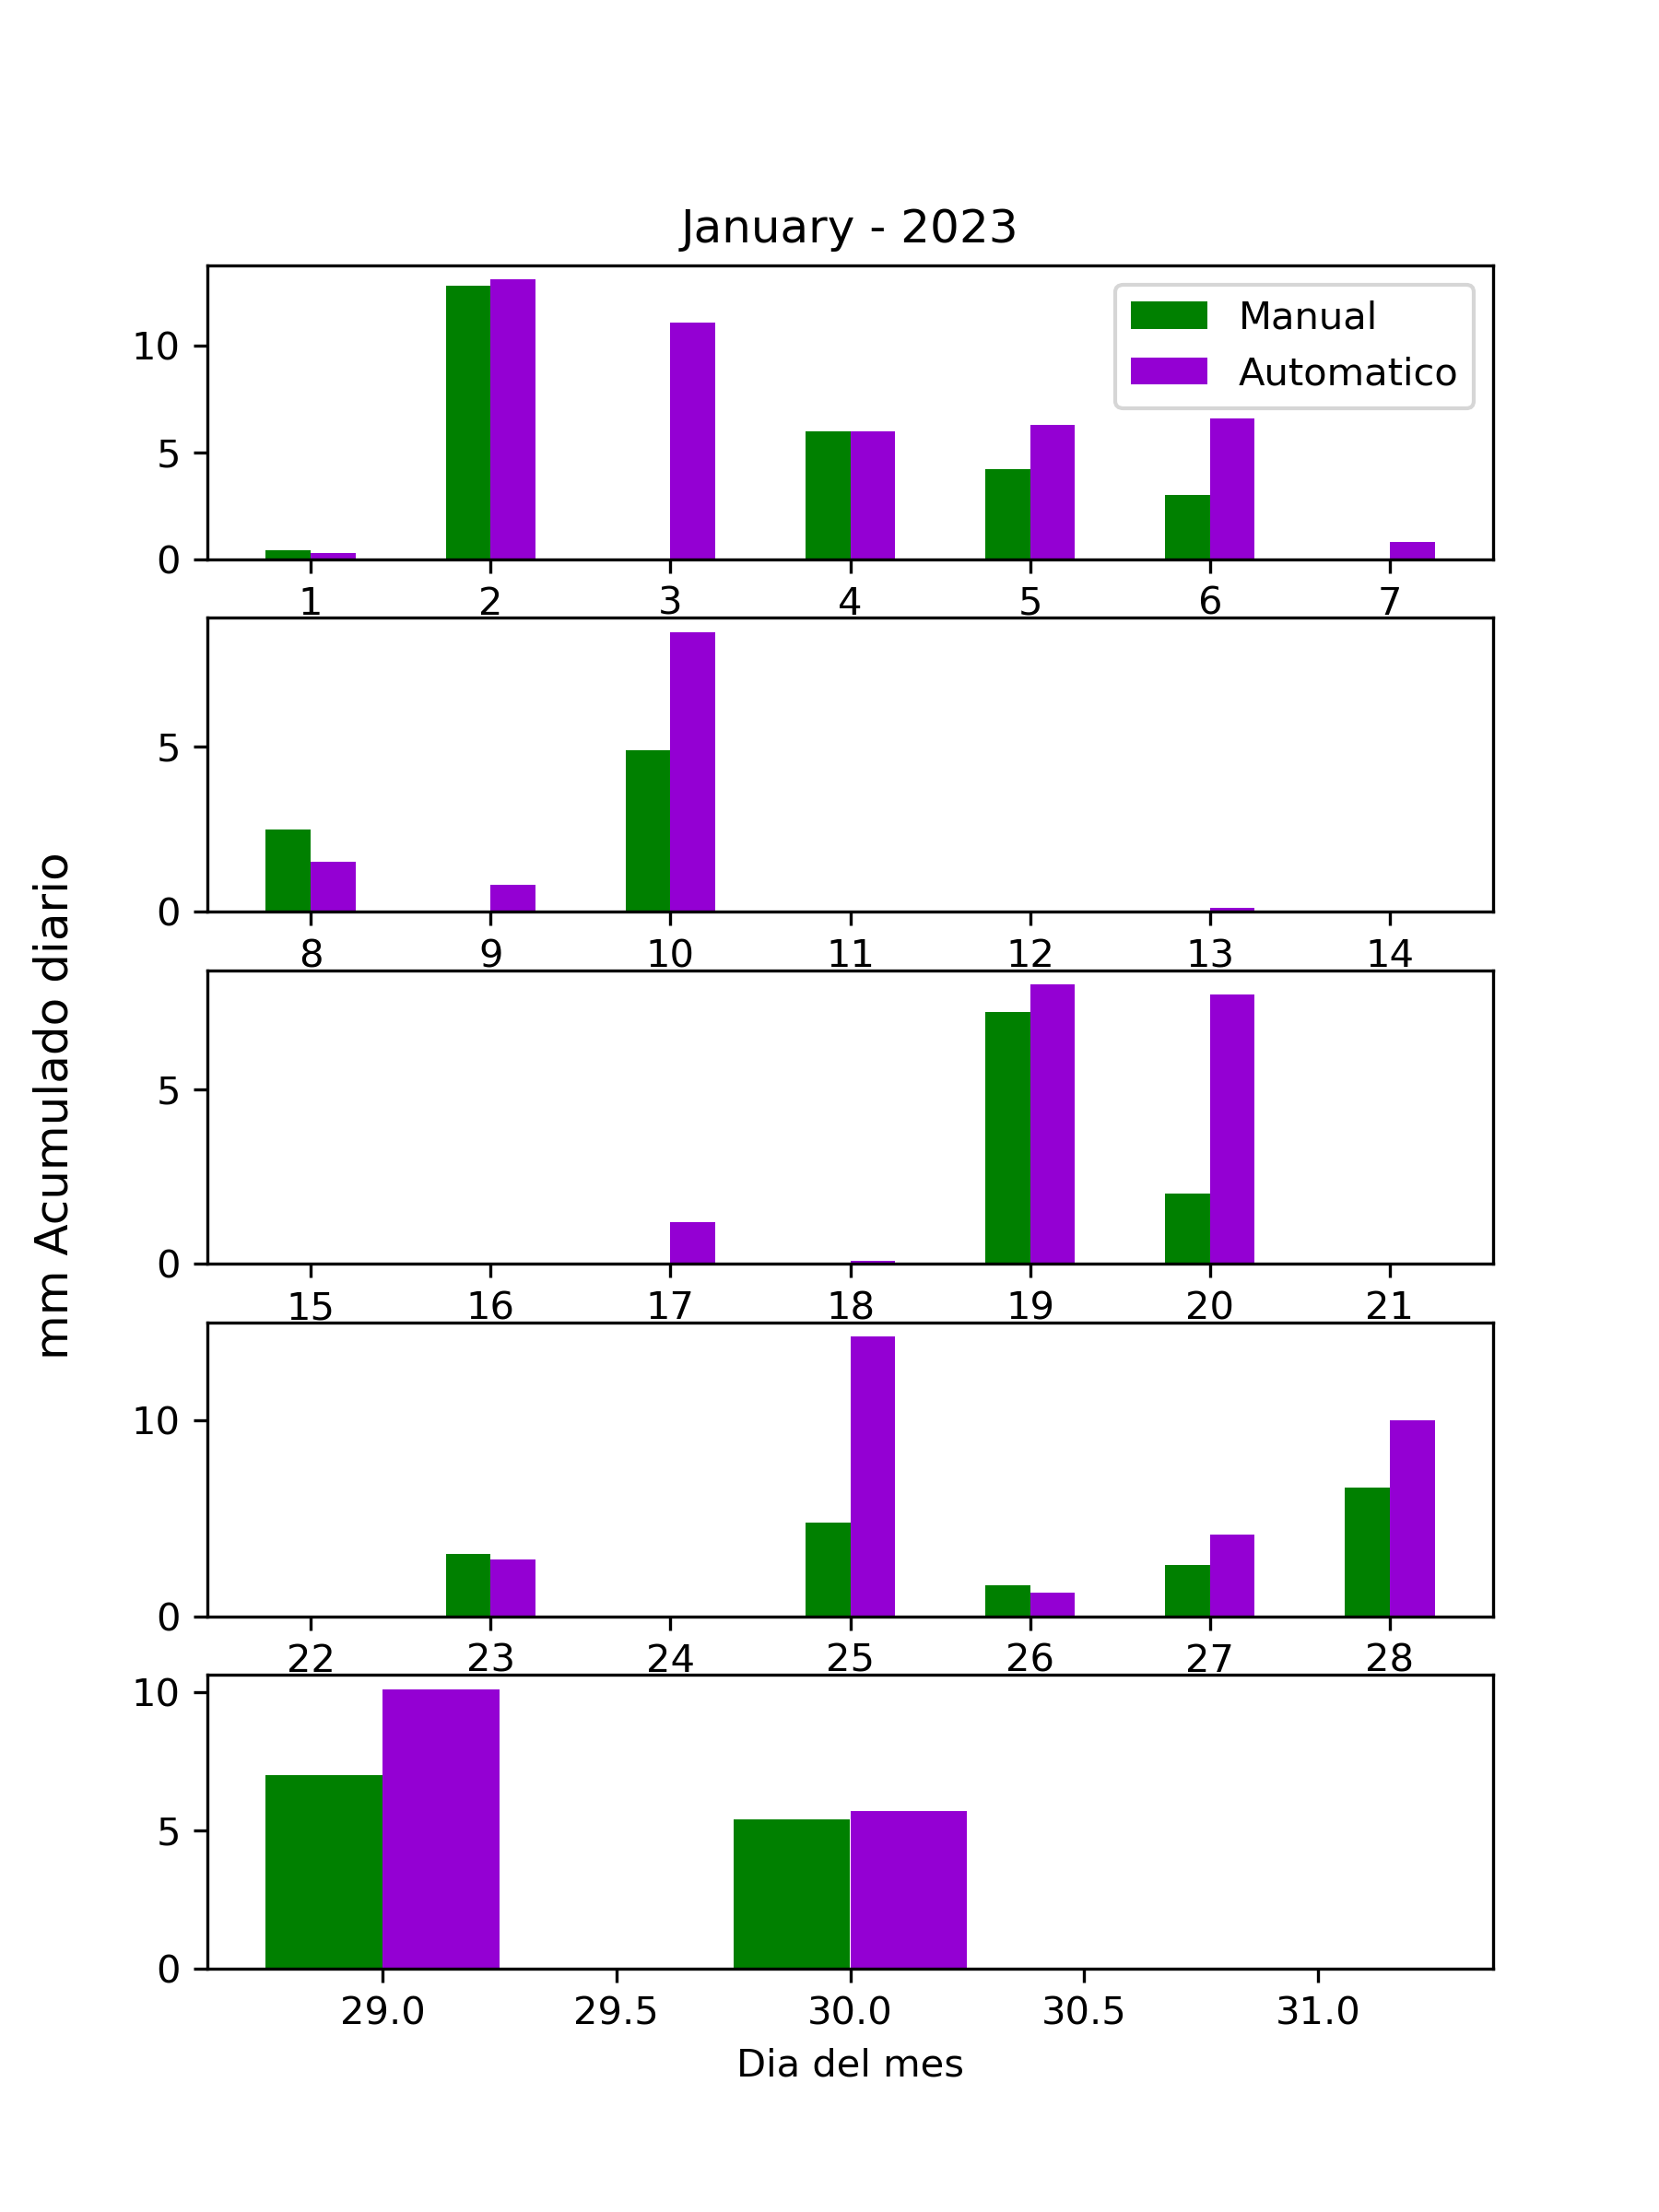 January - 2023
Manual
Automatico
10
5
0
1 2 3 4 5 6 7
5
0
8 9 10 11 12 13 14
mm Acumulado diario
5
0
15 16 17 18 19 20 21
10
0
22 23 24 25 26 27 28
10
5
0
29.0 29.5 30.0 30.5 31.0
Dia del mes